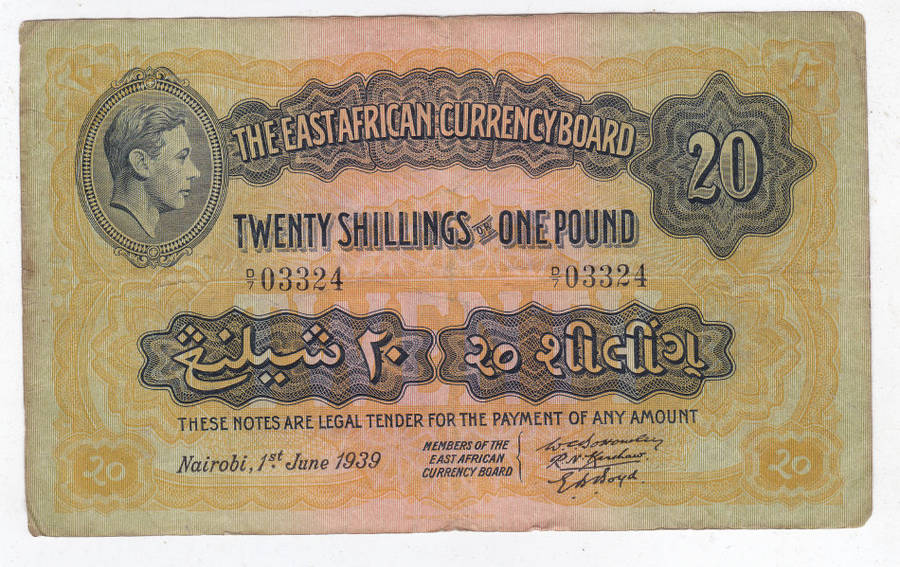 THE EAST AFRICAN CURRENCY BOARD
20
TWENTY SHILLINGS OR ONE POUND
D/7 03324 D/7 03324
TWENTY
٢٠ شيلنڭ
૨૦ શીલીંગ
THESE NOTES ARE LEGAL TENDER FOR THE PAYMENT OF ANY AMOUNT
Nairobi, 1st June 1939
MEMBERS OF THE
EAST AFRICAN
CURRENCY BOARD
૨૦ ૨૦